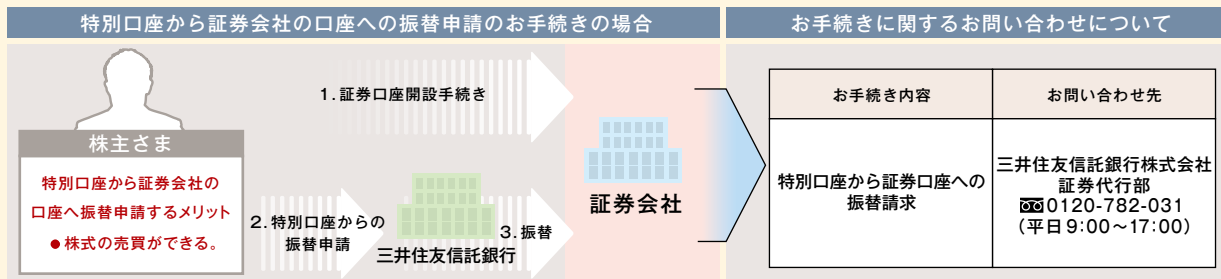 特別口座から証券会社の口座への振替申請のお手続きの場合
お手続きに関するお問い合わせについて
1.証券口座開設手続き
株主さま
特別口座から証券会社の
口座へ振替申請するメリット
●株式の売買ができる。
2.特別口座からの
振替申請
三井住友信託銀行
3.振替
証券会社
お手続き内容
お問い合わせ先
特別口座から証券口座への
振替請求
三井住友信託銀行株式会社
証券代行部
0120-782-031
(平日9:00〜17:00)